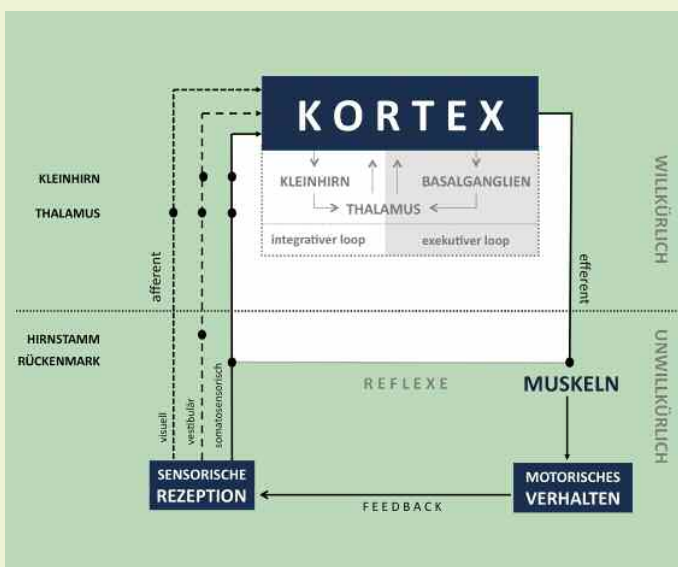 KORTEX
KLEINHIRN
BASALGANGLIEN
THALAMUS
integrativer loop
exekutiver loop
KLEINHIRN
THALAMUS
afferent
efferent
WILLKÜRLICH
HIRNSTAMM
RÜCKENMARK
visuell
vestibulär
somatosensorisch
REFLEXE
MUSKELN
UNWILLKÜRLICH
SENSORISCHE
REZEPTION
FEEDBACK
MOTORISCHES
VERHALTEN